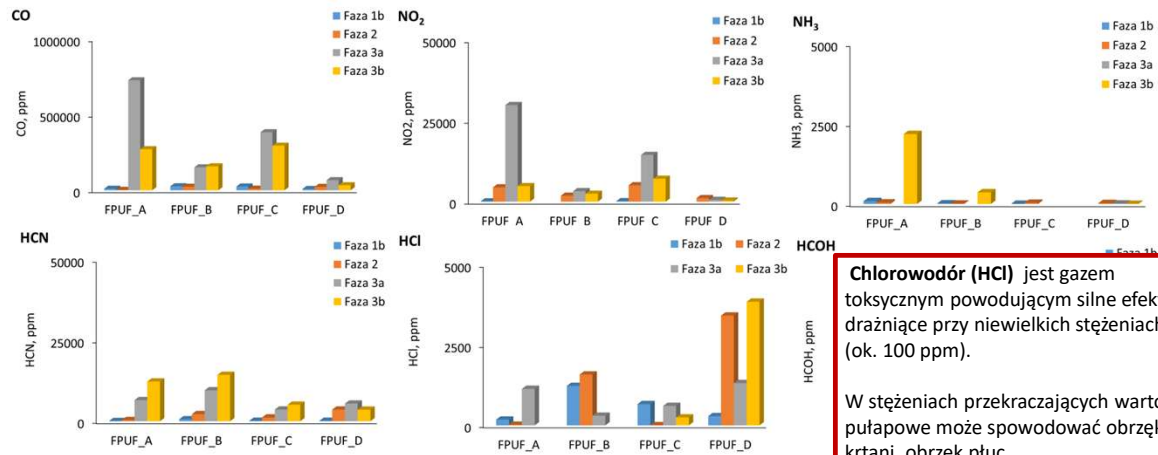 CO
Faza 1b
Faza 2
Faza 3a
Faza 3b
1000000
500000
0
CO, ppm
FPUF_A FPUF_B FPUF_C FPUF_D
NO2
Faza 1b
Faza 2
Faza 3a
Faza 3b
50000
25000
0
NO2, ppm
FPUF_A FPUF_B FPUF_C FPUF_D
NH3
Faza 1b
Faza 2
Faza 3a
Faza 3b
5000
2500
0
NH3, ppm
FPUF_A FPUF_B FPUF_C FPUF_D
HCN
Faza 1b
Faza 2
Faza 3a
Faza 3b
50000
25000
0
HCN, ppm
FPUF_A FPUF_B FPUF_C FPUF_D
HCl
Faza 1b Faza 2
Faza 3a Faza 3b
5000
2500
0
HCl, ppm
FPUF_A FPUF_B FPUF_C FPUF_D
HCOH
Faza 1b
HCOH, ppm
Chlorowodór (HCl) jest gazem
toksycznym powodującym silne efek
drażniące przy niewielkich stężeniach
(ok. 100 ppm).
W stężeniach przekraczających warto
pułapowe może spowodować obrzęk
krtani, obrzęk płuc